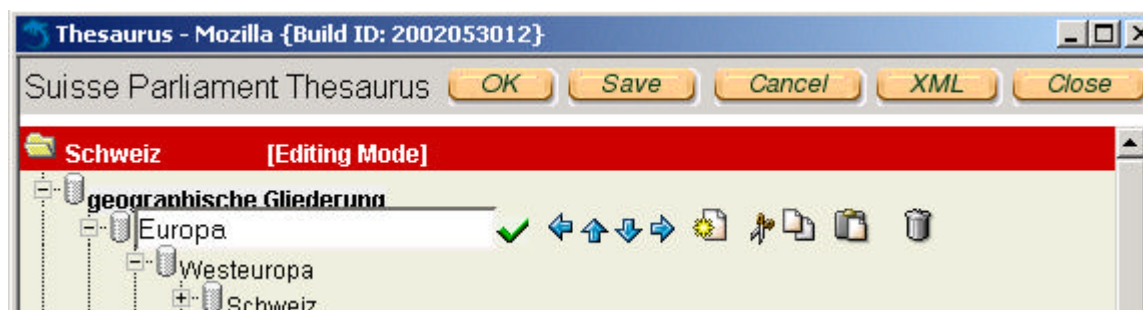 Thesaurus - Mozilla {Build ID: 2002053012}
Suisse Parliament Thesaurus OK Save Cancel XML Close
Schweiz [Editing Mode]
geographische Gliederung
Europa
Westeuropa
Schweiz